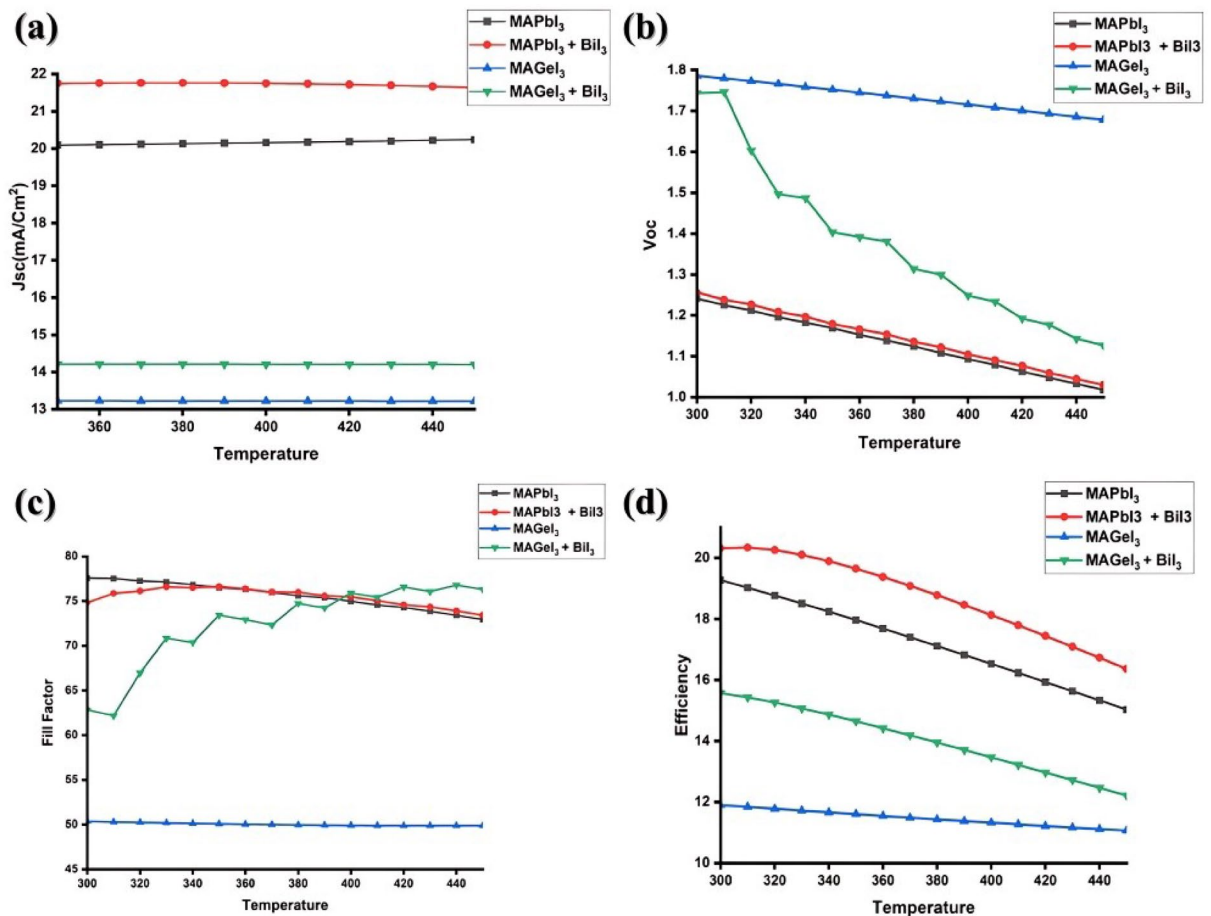 (a)
MAPbI₃
MAPbI₃ + BiI₃
MAGeI₃
MAGeI₃ + BiI₃
22
21
20
19
18
17
16
15
14
13
Jsc(mA/Cm²)
360 380 400 420 440
Temperature
(b)
MAPbI₃
MAPbI3 + BiI3
MAGeI₃
MAGeI₃ + BiI₃
1.8
1.7
1.6
1.5
1.4
1.3
1.2
1.1
1.0
Voc
300 320 340 360 380 400 420 440
Temperature
(c)
MAPbI₃
MAPbI3 + BiI3
MAGeI₃
MAGeI₃ + BiI₃
80
75
70
65
60
55
50
45
Fill Factor
300 320 340 360 380 400 420 440
Temperature
(d)
MAPbI₃
MAPbI3 + BiI3
MAGeI₃
MAGeI₃ + BiI₃
20
18
16
14
12
10
Efficiency
300 320 340 360 380 400 420 440
Temperature